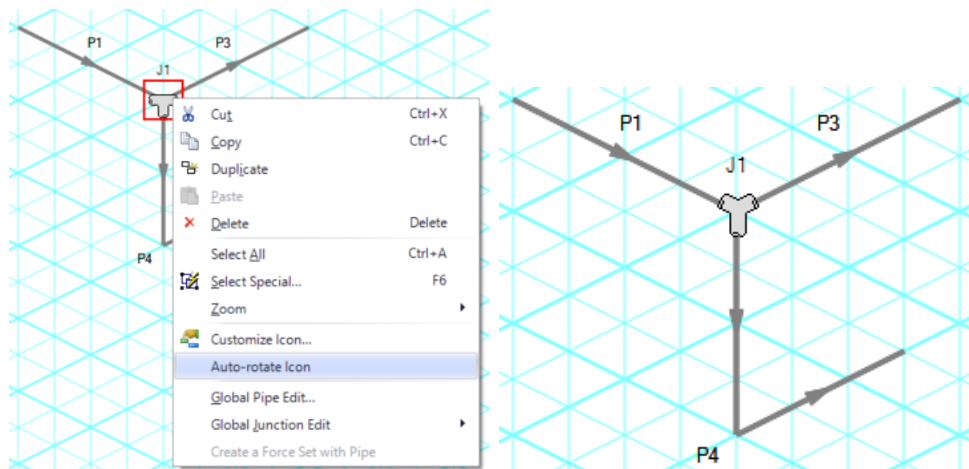 P1
P3
J1
Cut Ctrl+X
Copy Ctrl+C
Duplicate
Paste
Delete Delete
Select All Ctrl+A
Select Special... F6
Zoom
Customize Icon...
Auto-rotate Icon
Global Pipe Edit...
Global Junction Edit
Create a Force Set with Pipe
P4
P1
P3
J1
P4